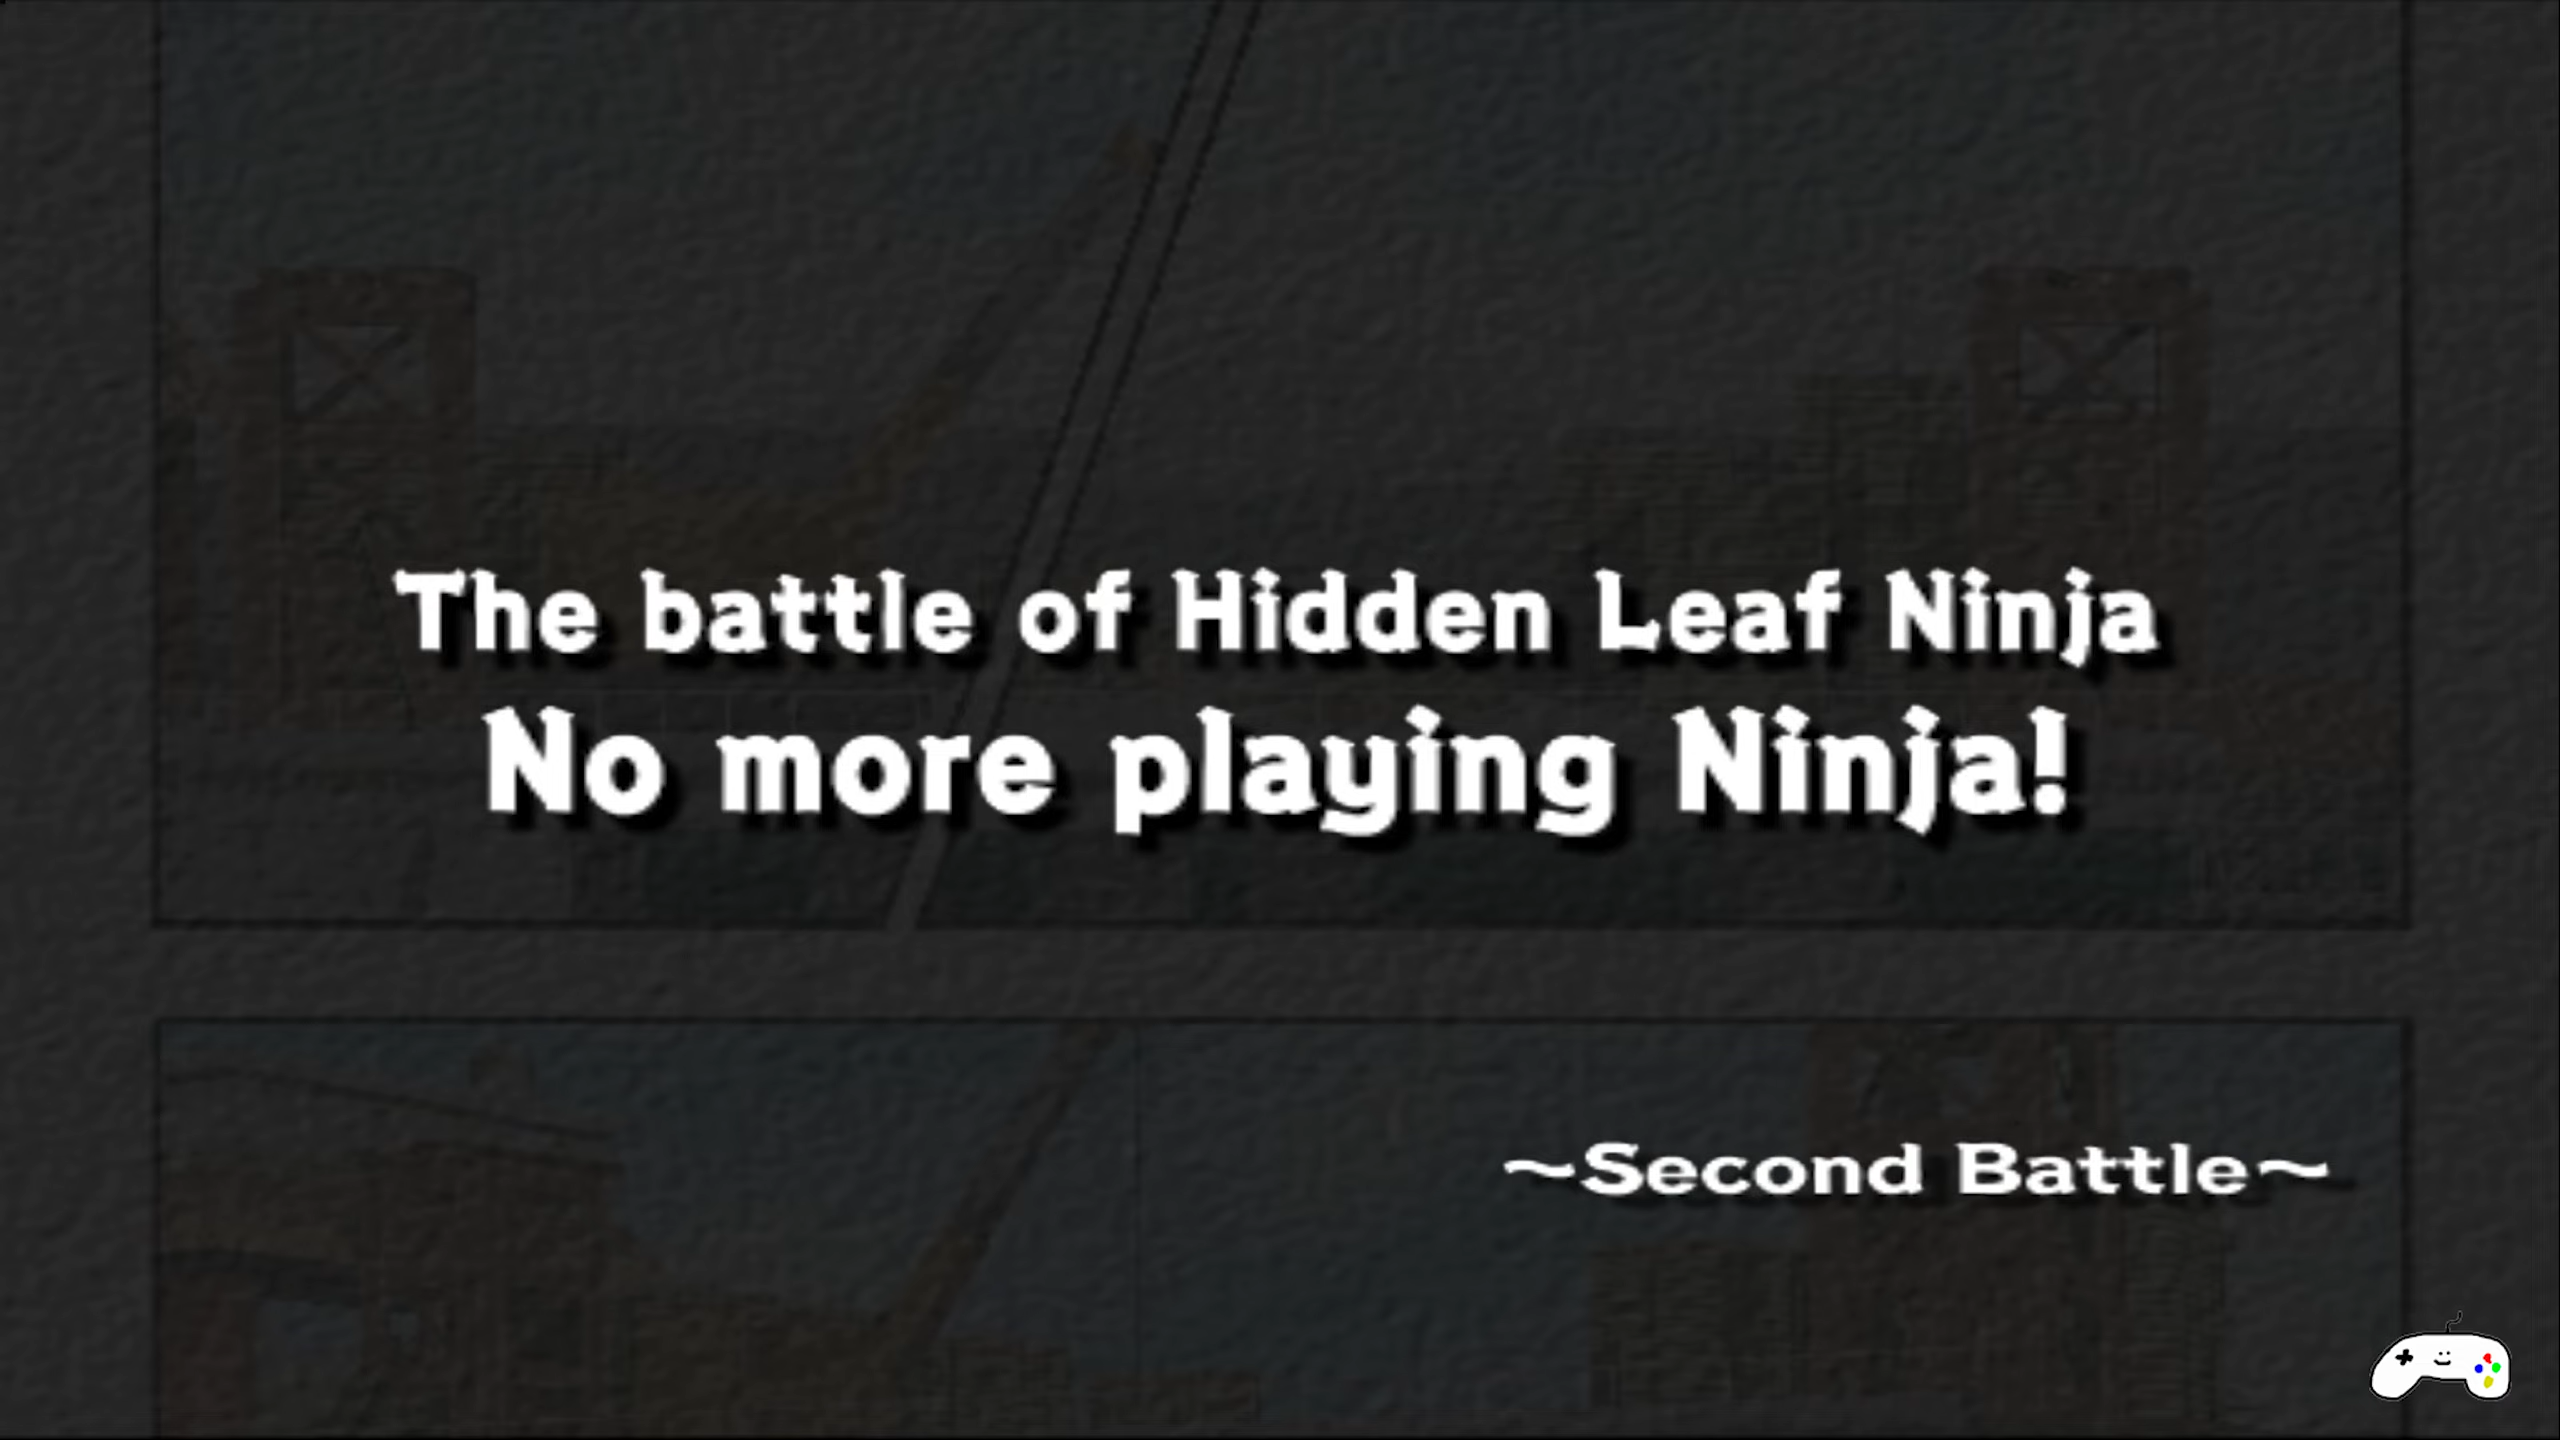 The battle of Hidden Leaf Ninja
No more playing Ninja!
~Second Battle~